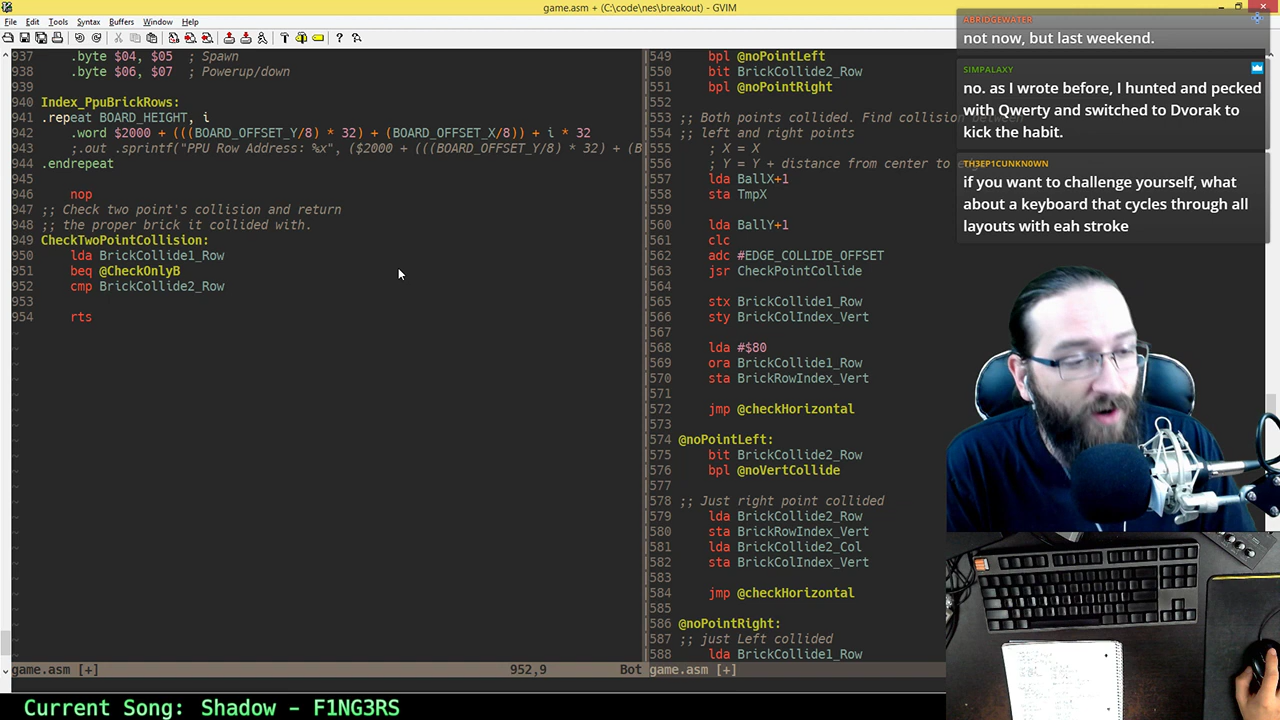 game.asm + (C:\code\nes\breakout) - GVIM
File Edit Tools Syntax Buffers Window Help
937 .byte $04, $05 ; Spawn
938 .byte $06, $07 ; Powerup/down
939
940 Index_PpuBrickRows:
941 .repeat BOARD_HEIGHT, i
942 .word $2000 + (((BOARD_OFFSET_Y/8) * 32) + (BOARD_OFFSET_X/8)) + i * 32
943 ;.out .sprintf("PPU Row Address: %x", ($2000 + (((BOARD_OFFSET_Y/8) * 32) + (B
944 .endrepeat
945
946 nop
947 ;; Check two point's collision and return
948 ;; the proper brick it collided with.
949 CheckTwoPointCollision:
950 lda BrickCollide1_Row
951 beq @CheckOnlyB
952 cmp BrickCollide2_Row
953
954 rts
game.asm [+] 952,9 Bot
549 bpl @noPointLeft
550 bit BrickCollide2_Row
551 bpl @noPointRight
552
553 ;; Both points collided. Find collision between
554 ;; left and right points
555 ; X = X
556 ; Y = Y + distance from center to
557 lda BallX+1
558 sta TmpX
559
560 lda BallY+1
561 clc
562 adc #EDGE_COLLIDE_OFFSET
563 jsr CheckPointCollide
564
565 stx BrickCollide1_Row
566 sty BrickColIndex_Vert
567
568 lda #$80
569 ora BrickCollide1_Row
570 sta BrickRowIndex_Vert
571
572 jmp @checkHorizontal
573
574 @noPointLeft:
575 bit BrickCollide2_Row
576 bpl @noVertCollide
577
578 ;; Just right point collided
579 lda BrickCollide2_Row
580 sta BrickRowIndex_Vert
581 lda BrickCollide2_Col
582 sta BrickColIndex_Vert
583
584 jmp @checkHorizontal
585
586 @noPointRight:
587 ;; just Left collided
588 lda BrickCollide1_Row
game.asm [+]
ABRIDGEWATER
not now, but last weekend.
SIMPALAXY
no. as I wrote before, I hunted and pecked
with Qwerty and switched to Dvorak to
kick the habit.
TH3EP1CUNKN0WN
if you want to challenge yourself, what
about a keyboard that cycles through all
layouts with eah stroke
Current Song: Shadow - F1NG3RS